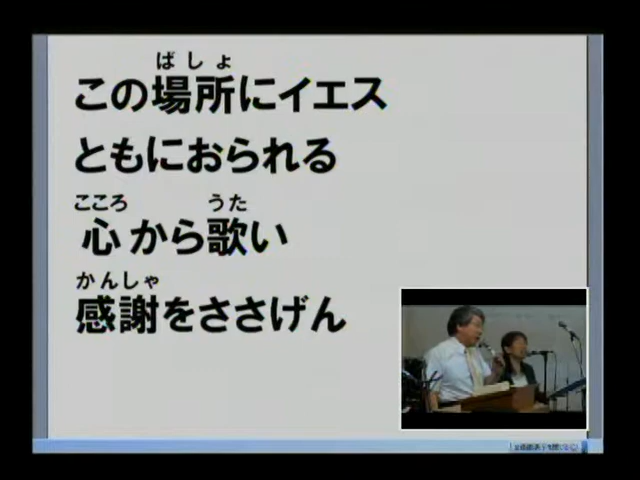 ばしょ
この場所にイエス
ともにおられる
こころ うた
心から歌い
かんしゃ
感謝をささげん